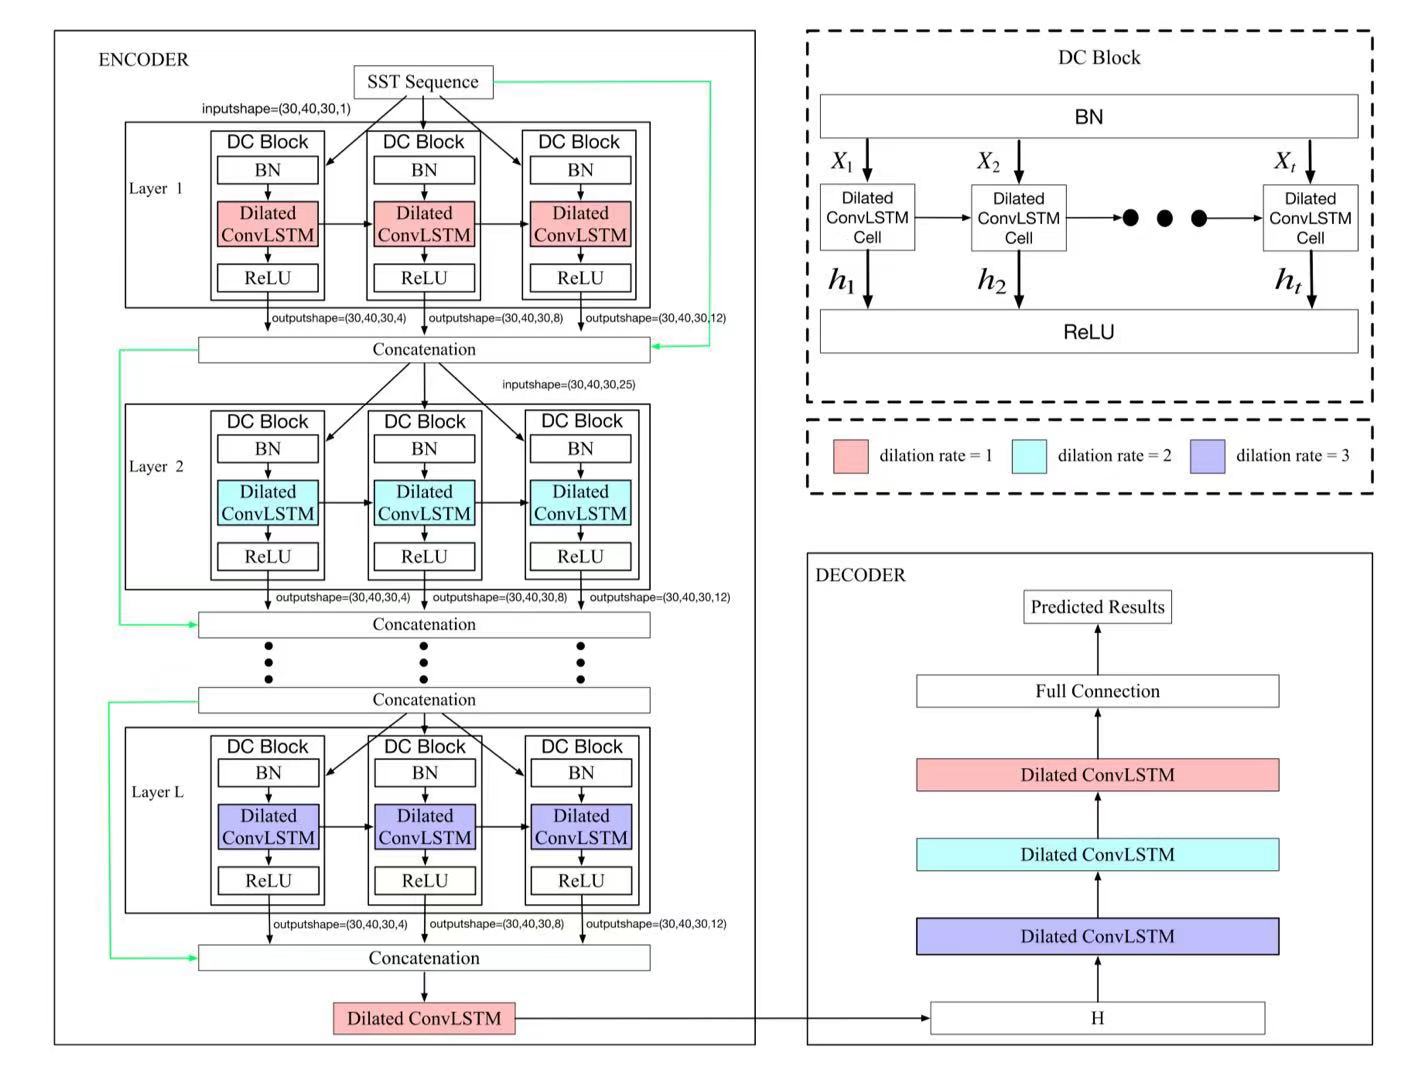 ENCODER
SST Sequence
inputshape=(30,40,30,1)
Layer 1
DC Block DC Block DC Block
BN BN BN
Dilated Dilated Dilated
ConvLSTM ConvLSTM ConvLSTM
ReLU ReLU ReLU
outputshape=(30,40,30,4) outputshape=(30,40,30,8) outputshape=(30,40,30,12)
Concatenation
inputshape=(30,40,30,25)
Layer 2
DC Block DC Block DC Block
BN BN BN
Dilated Dilated Dilated
ConvLSTM ConvLSTM ConvLSTM
ReLU ReLU ReLU
outputshape=(30,40,30,4) outputshape=(30,40,30,8) outputshape=(30,40,30,12)
Concatenation
Concatenation
Layer L
DC Block DC Block DC Block
BN BN BN
Dilated Dilated Dilated
ConvLSTM ConvLSTM ConvLSTM
ReLU ReLU ReLU
outputshape=(30,40,30,4) outputshape=(30,40,30,8) outputshape=(30,40,30,12)
Concatenation
Dilated ConvLSTM
DC Block
BN
X1 X2 Xt
Dilated Dilated Dilated
ConvLSTM ConvLSTM ConvLSTM
Cell Cell Cell
h1 h2 ht
ReLU
dilation rate = 1 dilation rate = 2 dilation rate = 3
DECODER
Predicted Results
Full Connection
Dilated ConvLSTM
Dilated ConvLSTM
Dilated ConvLSTM
H